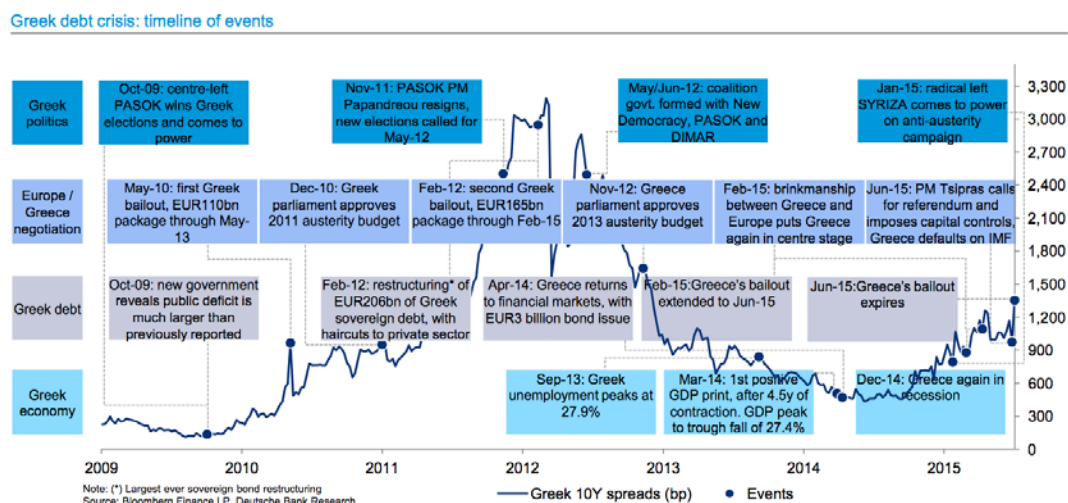 Greek debt crisis: timeline of events
Greek
politics
Oct-09: centre-left
PASOK wins Greek
elections and comes to
power
Nov-11: PASOK PM
Papandreou resigns,
new elections called for
May-12
May/Jun-12: coalition
govt. formed with New
Democracy, PASOK and
DIMAR
Jan-15: radical left
SYRIZA comes to power
on anti-austerity
campaign
Europe /
Greece
negotiation
May-10: first Greek
bailout, EUR110bn
package through May-
13
Dec-10: Greek
parliament approves
2011 austerity budget
Feb-12: second Greek
bailout, EUR165bn
package through Feb-15
Nov-12: Greece
parliament approves
2013 austerity budget
Feb-15: brinkmanship
between Greece and
Europe puts Greece
again in centre stage
Jun-15: PM Tsipras calls
for referendum and
imposes capital controls,
Greece defaults on IMF
Greek debt
Oct-09: new government
reveals public deficit is
much larger than
previously reported
Feb-12: restructuring* of
EUR206bn of Greek
sovereign debt, with
haircuts to private sector
Apr-14: Greece returns
to financial markets, with
EUR3 billion bond issue
Feb-15:Greece's bailout
extended to Jun-15
Jun-15:Greece's bailout
expires
Greek
economy
Sep-13: Greek
unemployment peaks at
27.9%
Mar-14: 1st positive
GDP print, after 4.5y of
contraction. GDP peak
to trough fall of 27.4%
Dec-14: Greece again in
recession
3,300
3,000
2,700
2,400
2,100
1,800
1,500
1,200
900
600
300
0
2009 2010 2011 2012 2013 2014 2015
Note: (*) Largest ever sovereign bond restructuring
Source: Bloomberg Finance LP, Deutsche Bank Research
Greek 10Y spreads (bp) Events